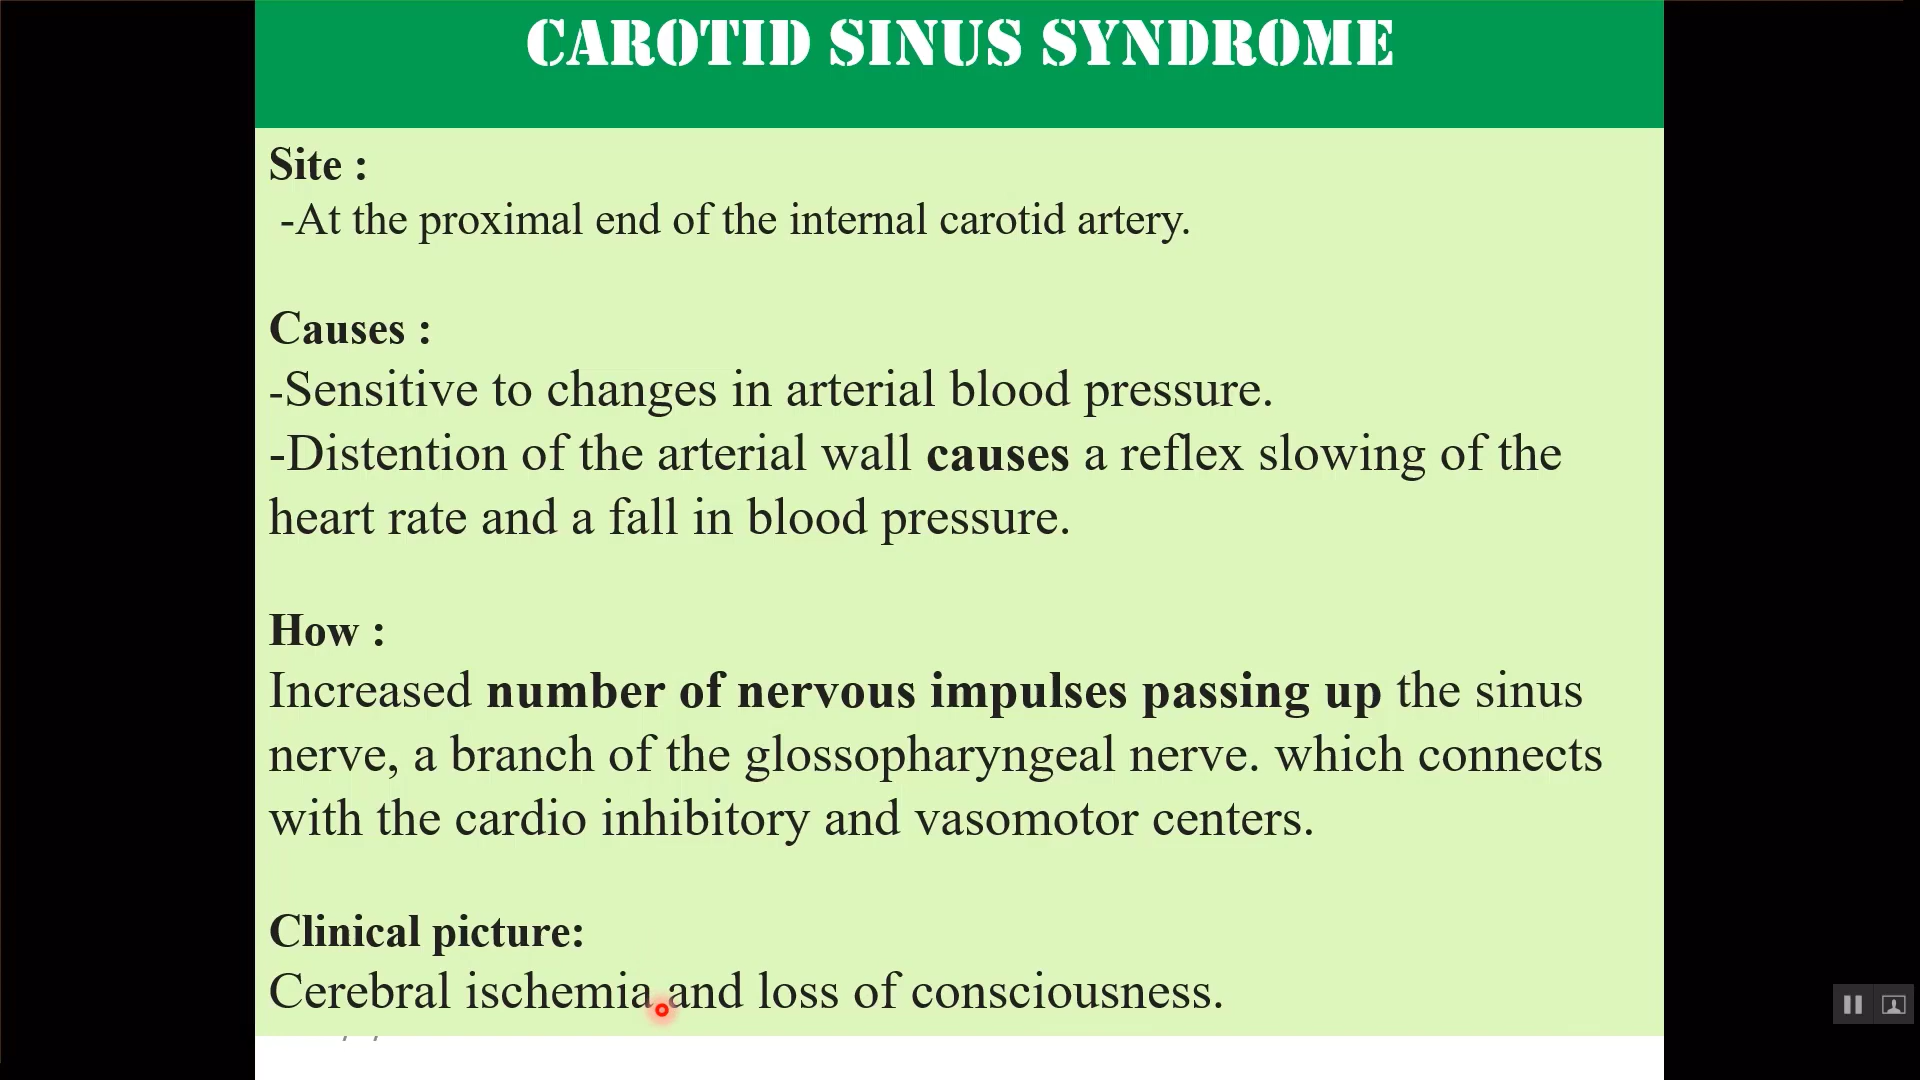 CAROTID SINUS SYNDROME
Site :
-At the proximal end of the internal carotid artery.
Causes :
-Sensitive to changes in arterial blood pressure.
-Distention of the arterial wall causes a reflex slowing of the
heart rate and a fall in blood pressure.
How :
Increased number of nervous impulses passing up the sinus
nerve, a branch of the glossopharyngeal nerve. which connects
with the cardio inhibitory and vasomotor centers.
Clinical picture:
Cerebral ischemia and loss of consciousness.